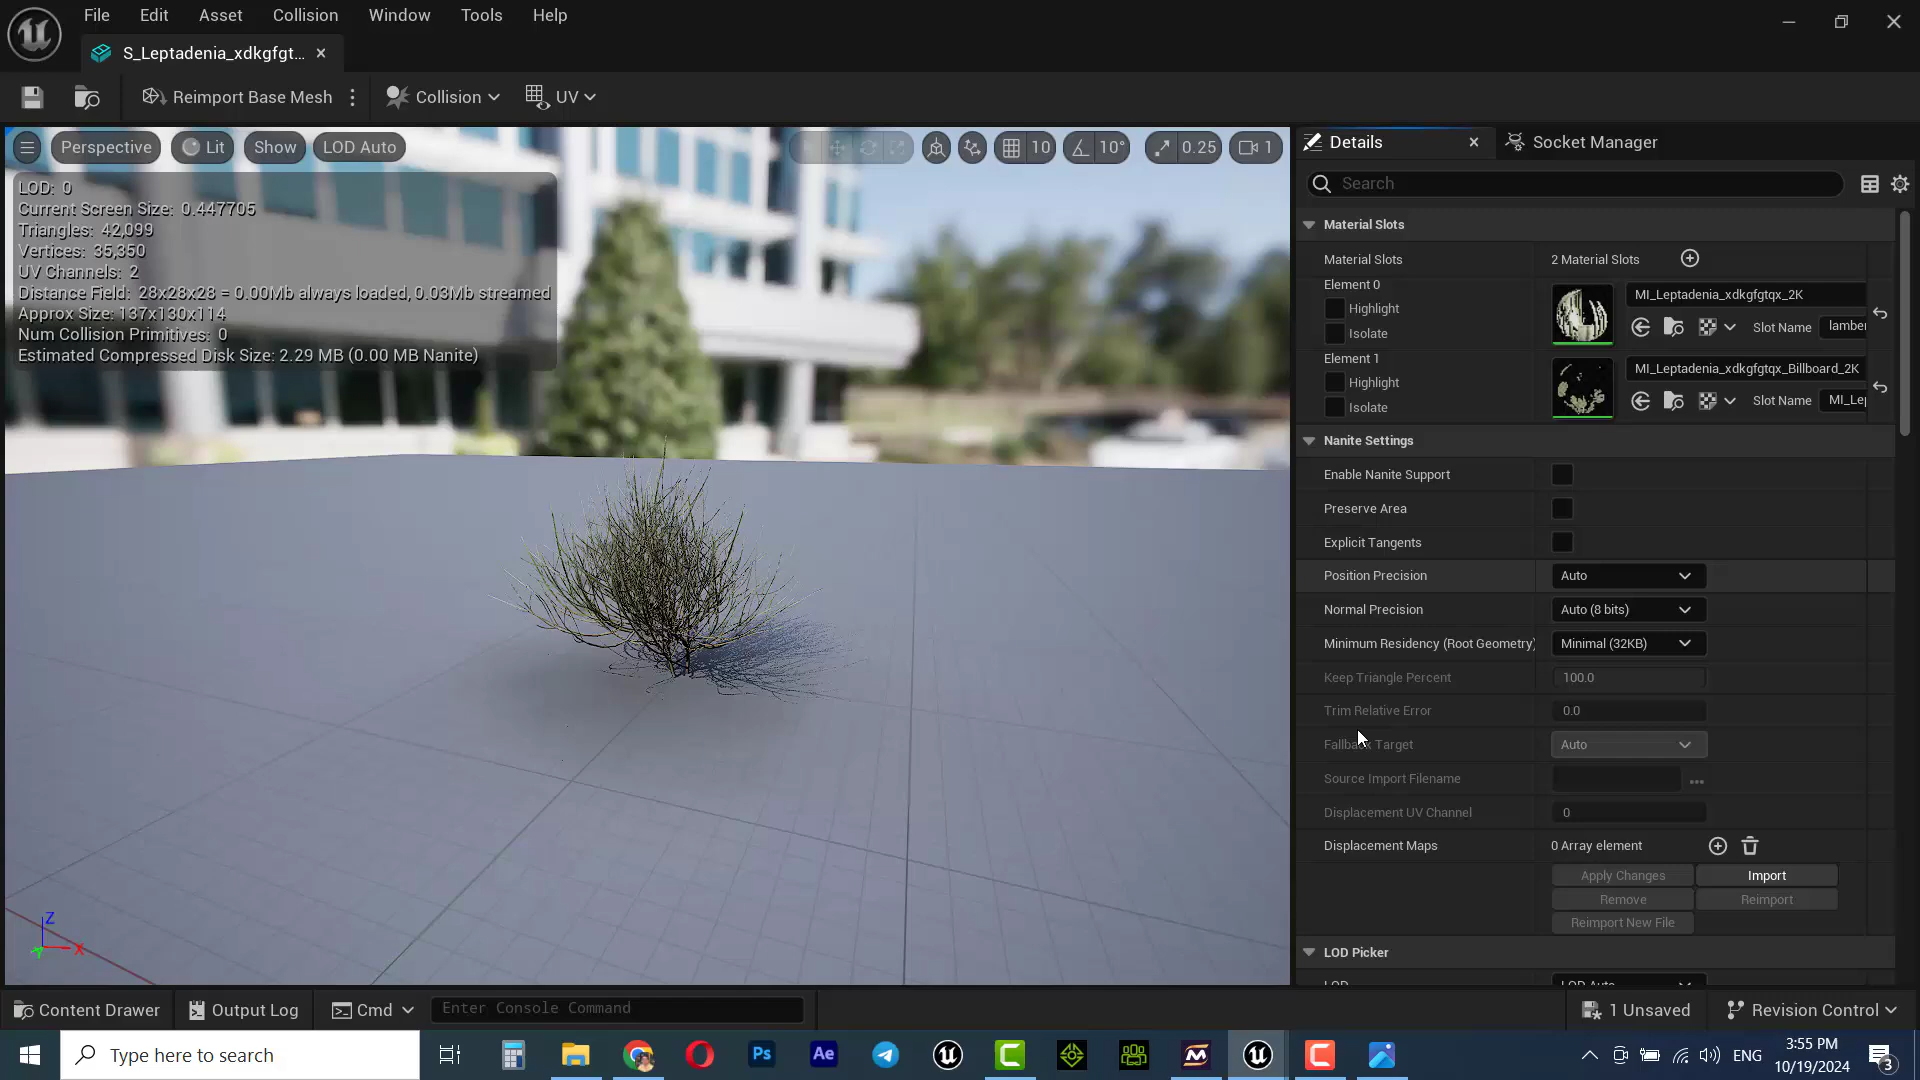 File Edit Asset Collision Window Tools Help
S_Leptadenia_xdkgfgt...
Reimport Base Mesh
Collision
UV
Perspective Lit Show LOD Auto
10 10° 0.25 1
LOD: 0
Current Screen Size: 0.447705
Triangles: 42,099
Vertices: 35,350
UV Channels: 2
Distance Field: 28x28x28 = 0.00Mb always loaded, 0.03Mb streamed
Approx Size: 137x130x114
Num Collision Primitives: 0
Estimated Compressed Disk Size: 2.29 MB (0.00 MB Nanite)
Z
X
Y
Details Socket Manager
Search
Material Slots
Material Slots 2 Material Slots
Element 0
Highlight
Isolate
MI_Leptadenia_xdkgfgtqx_2K
Slot Name lamber
Element 1
Highlight
Isolate
MI_Leptadenia_xdkgfgtqx_Billboard_2K
Slot Name MI_Lep
Nanite Settings
Enable Nanite Support
Preserve Area
Explicit Tangents
Position Precision Auto
Normal Precision Auto (8 bits)
Minimum Residency (Root Geometry) Minimal (32KB)
Keep Triangle Percent 100.0
Trim Relative Error 0.0
Fallback Target Auto
Source Import Filename
Displacement UV Channel 0
Displacement Maps 0 Array element
Apply Changes Import
Remove Reimport
Reimport New File
LOD Picker
LOD LOD Auto
Content Drawer Output Log Cmd Enter Console Command
1 Unsaved Revision Control
Type here to search
Ps Ae
ENG
3:55 PM
10/19/2024
3